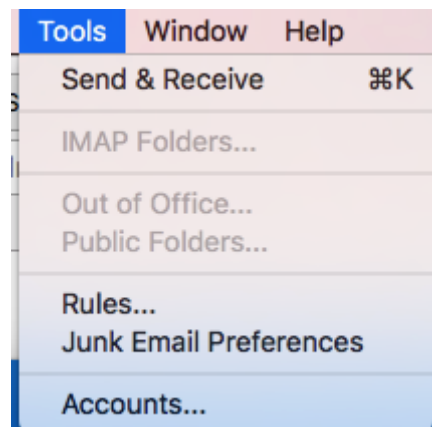 Tools Window Help
Send & Receive ⌘K
IMAP Folders...
Out of Office...
Public Folders...
Rules...
Junk Email Preferences
Accounts...